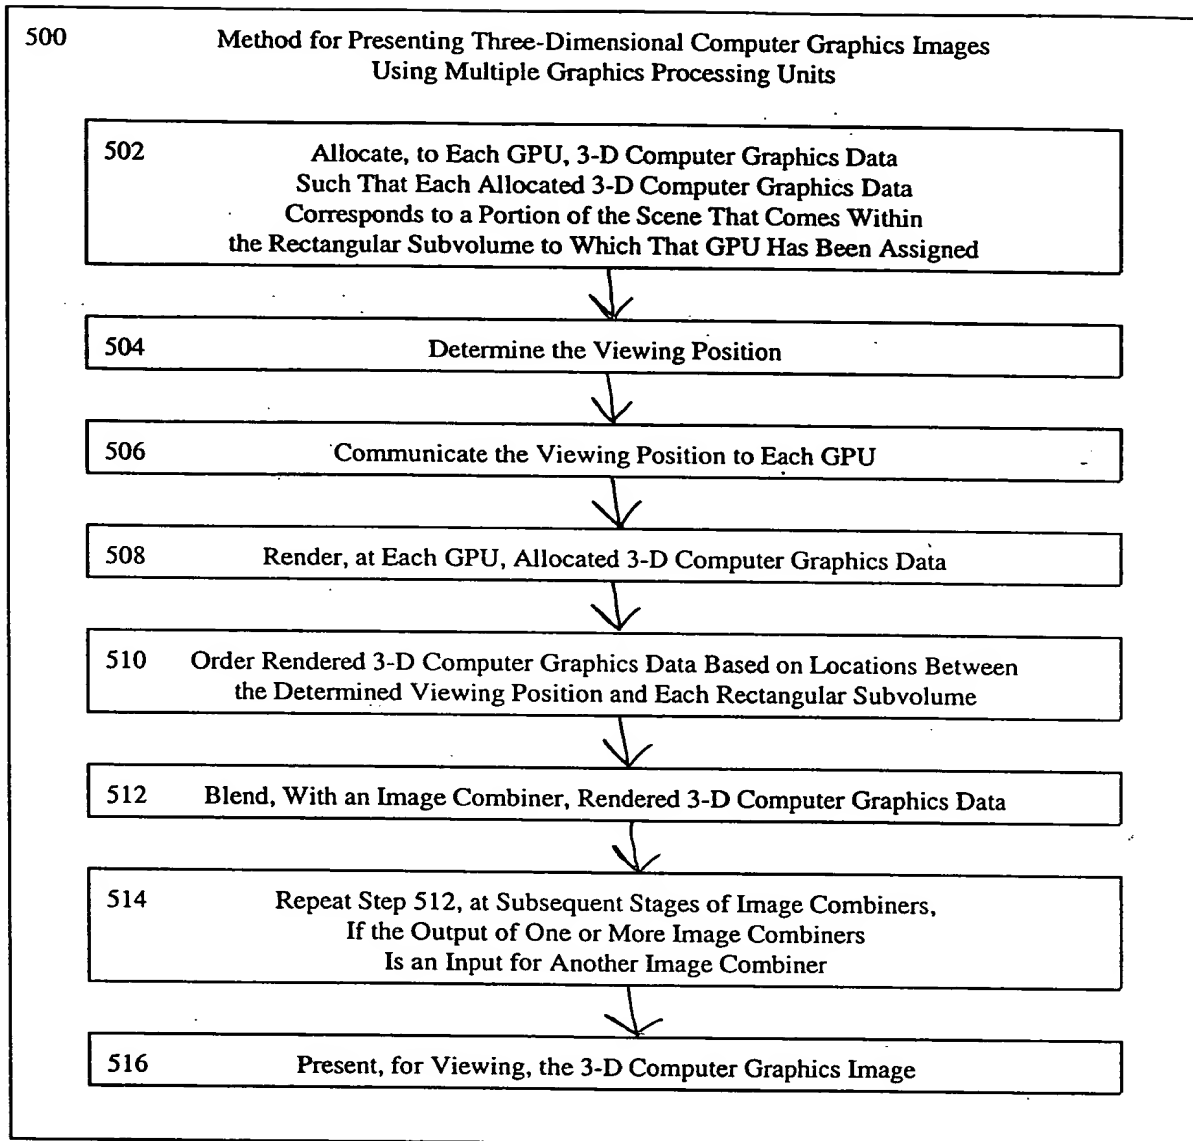 500 Method for Presenting Three-Dimensional Computer Graphics Images
Using Multiple Graphics Processing Units
502 Allocate, to Each GPU, 3-D Computer Graphics Data
Such That Each Allocated 3-D Computer Graphics Data
Corresponds to a Portion of the Scene That Comes Within
the Rectangular Subvolume to Which That GPU Has Been Assigned
504 Determine the Viewing Position
506 Communicate the Viewing Position to Each GPU
508 Render, at Each GPU, Allocated 3-D Computer Graphics Data
510 Order Rendered 3-D Computer Graphics Data Based on Locations Between
the Determined Viewing Position and Each Rectangular Subvolume
512 Blend, With an Image Combiner, Rendered 3-D Computer Graphics Data
514 Repeat Step 512, at Subsequent Stages of Image Combiners,
If the Output of One or More Image Combiners
Is an Input for Another Image Combiner
516 Present, for Viewing, the 3-D Computer Graphics Image